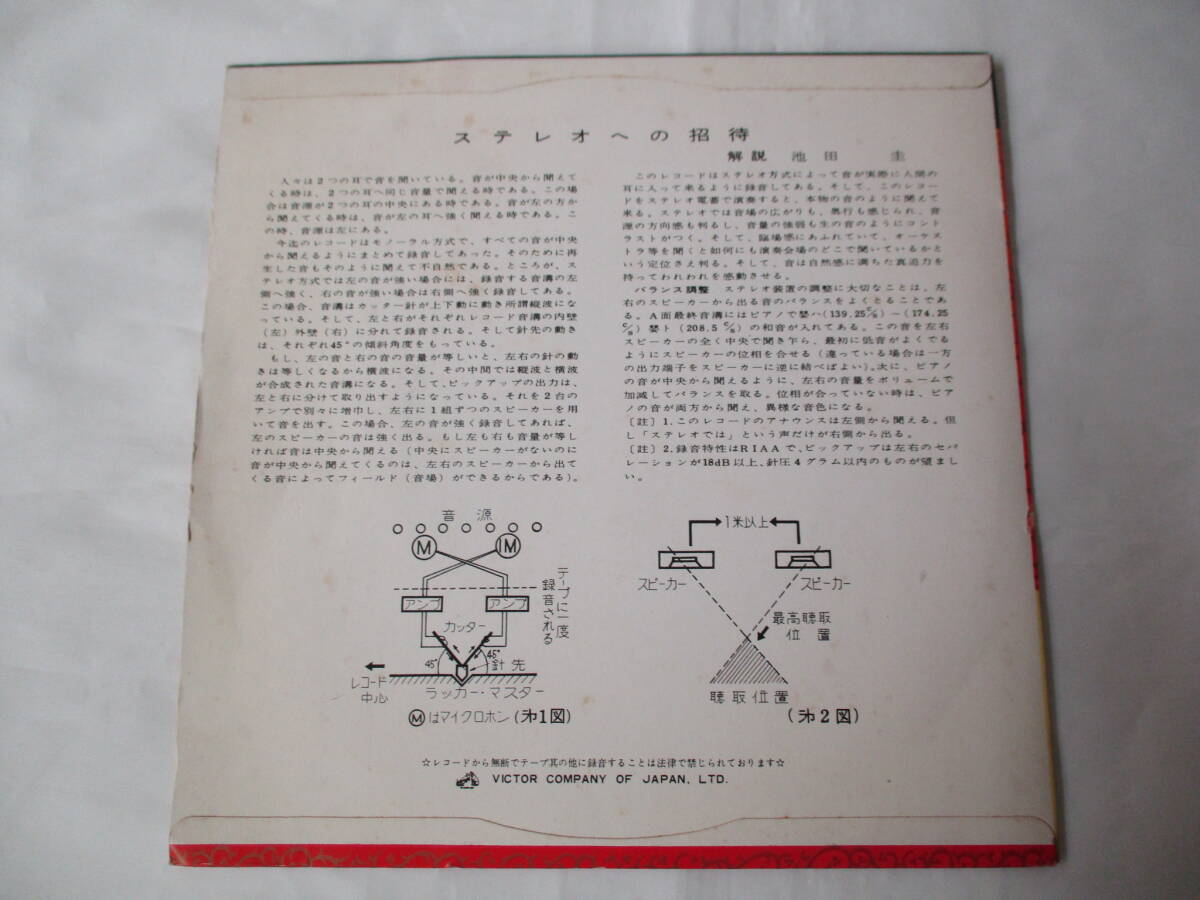 ステレオへの招待
解説 池田 圭
人々は2つの耳で音を聞いている。音が中央から聞えて
くる時は、2つの耳へ同じ音量で聞える時である。この場
合は音源が2つの耳の中央にある時である。音が左の方か
ら聞えてくる時は、音が左の耳へ強く聞える時である。こ
の時、音源は左にある。
今迄のレコードはモノーラル方式で、すべての音が中央
から聞えるようにまとめて録音してあった。そのために再
生した音もそのように聞えて不自然である。ところが、ス
テレオ方式では左の音が強い場合には、録音する音溝の左
側へ強く、右の音が強い場合は右側へ強く録音してある。
この場合、音溝はカッター針が上下動に動き所謂縦波にな
っている。そして、左と右がそれぞれレコード音溝の内壁
(左)外壁(右)に分れて録音される。そして針先の動き
は、それぞれ45°の傾斜角度をもっている。
もし、左の音と右の音の音量が等しいと、左右の針の動
きは等しくなるから横波になる。その中間では縦波と横波
が合成された音溝になる。そして、ピックアップの出力は、
左と右に分けて取り出すようになっている。それを2台の
アンプで別々に増巾し、左右に1組ずつのスピーカーを用
いて音を出す。この場合、左の音が強く録音してあれば、
左のスピーカーの音は強く出る。もし左も右も音量が等し
ければ音は中央から聞える(中央にスピーカーがないのに
音が中央から聞えてくるのは、左右のスピーカーから出て
くる音によってフィールド(音場)ができるからである)。
このレコードはステレオ方式によって音が実際に人間の
耳に入って来るように録音してある。そして、このレコー
ドをステレオ電蓄で演奏すると、本物の音のように聞えて
来る。ステレオでは音場の広がりも、奥行も感じられ、音
源の方向感も判るし、音量の強弱も生の音のようにコント
ラストがつく。そして、臨場感にあふれていて、オーケス
トラ等を聞くと如何にも演奏会場のどこで聞いているかと
いう定位さえ判る。そして、音は自然感に満ちた真迫力を
持ってわれわれを感動させる。
バランス調整 ステレオ装置の調整に大切なことは、左
右のスピーカーから出る音のバランスをよくとることであ
る。A面最終音溝にはピアノで嬰ハ(139.25 c/s)―(174.25
c/s)嬰ト(208.5 c/s)の和音が入れてある。この音を左右
スピーカーの全く中央で聞き乍ら、最初に低音がよくでる
ようにスピーカーの位相を合せる(違っている場合は一方
の出力端子をスピーカーに逆に結べばよい)。次に、ピアノ
の音が中央から聞えるように、左右の音量をボリュームで
加減してバランスを取る。位相が合っていない時は、ピア
ノの音が両方から聞え、異様な音色になる。
〔註〕1.このレコードのアナウンスは左側から聞える。但
し「ステレオでは」という声だけが右側から出る。
〔註〕2.録音特性はRIAAで、ピックアップは左右のセパ
レーションが18dB以上、針圧4グラム以内のものが望まし
い。
音源
M M
テープに一度
録音される
アンプ アンプ
カッター
45° 45°
針先
レコード
中心
ラッカー・マスター
Ⓜはマイクロホン(第1図)
1米以上
スピーカー スピーカー
最高聴取
位置
聴取位置
(第2図)
☆レコードから無断でテープ其の他に録音することは法律で禁じられております☆
VICTOR COMPANY OF JAPAN, LTD.